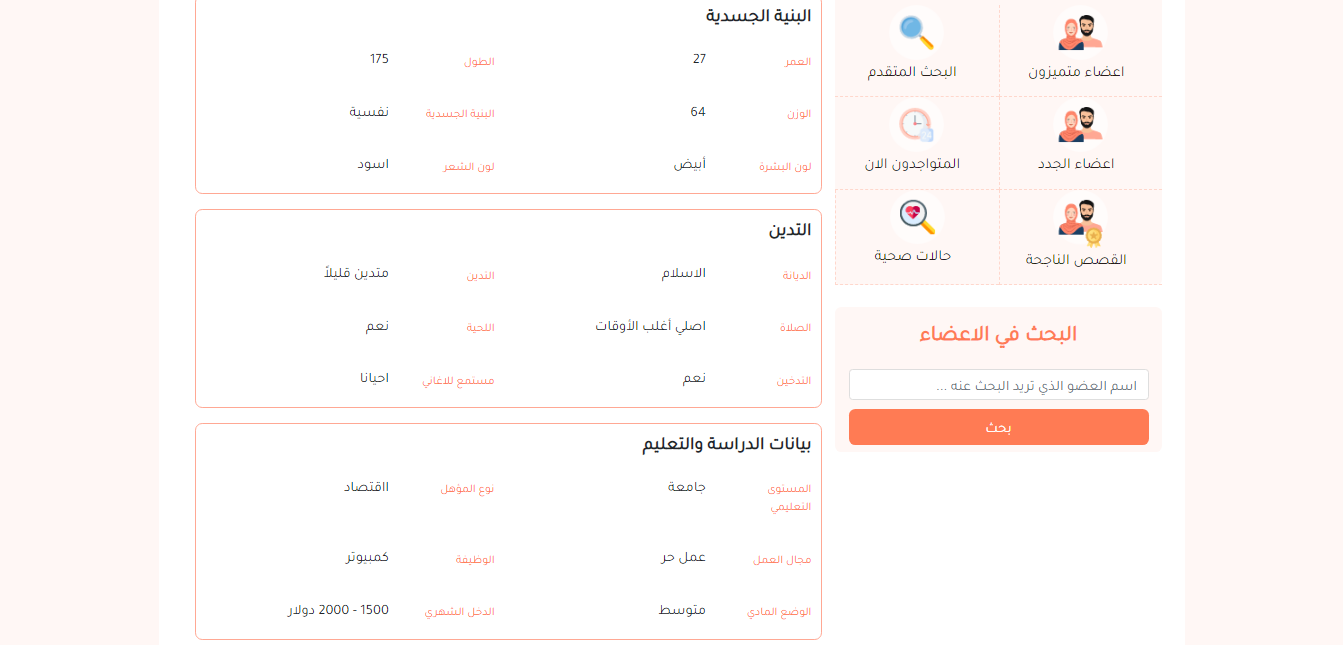 اعضاء متميزون
البحث المتقدم
اعضاء الجدد
المتواجدون الان
القصص الناجحة
حالات صحية
البحث في الاعضاء
اسم العضو الذي تريد البحث عنه ...
بحث
البنية الجسدية
العمر 27 الطول 175
الوزن 64 البنية الجسدية نفسية
لون البشرة أبيض لون الشعر اسود
التدين
الديانة الاسلام التدين متدين قليلاً
الصلاة اصلي أغلب الأوقات اللحية نعم
التدخين نعم مستمع للاغاني احيانا
بيانات الدراسة والتعليم
المستوى جامعة نوع المؤهل ااقتصاد
التعليمي
مجال العمل عمل حر الوظيفة كمبيوتر
الوضع المادي متوسط الدخل الشهري 1500 - 2000 دولار